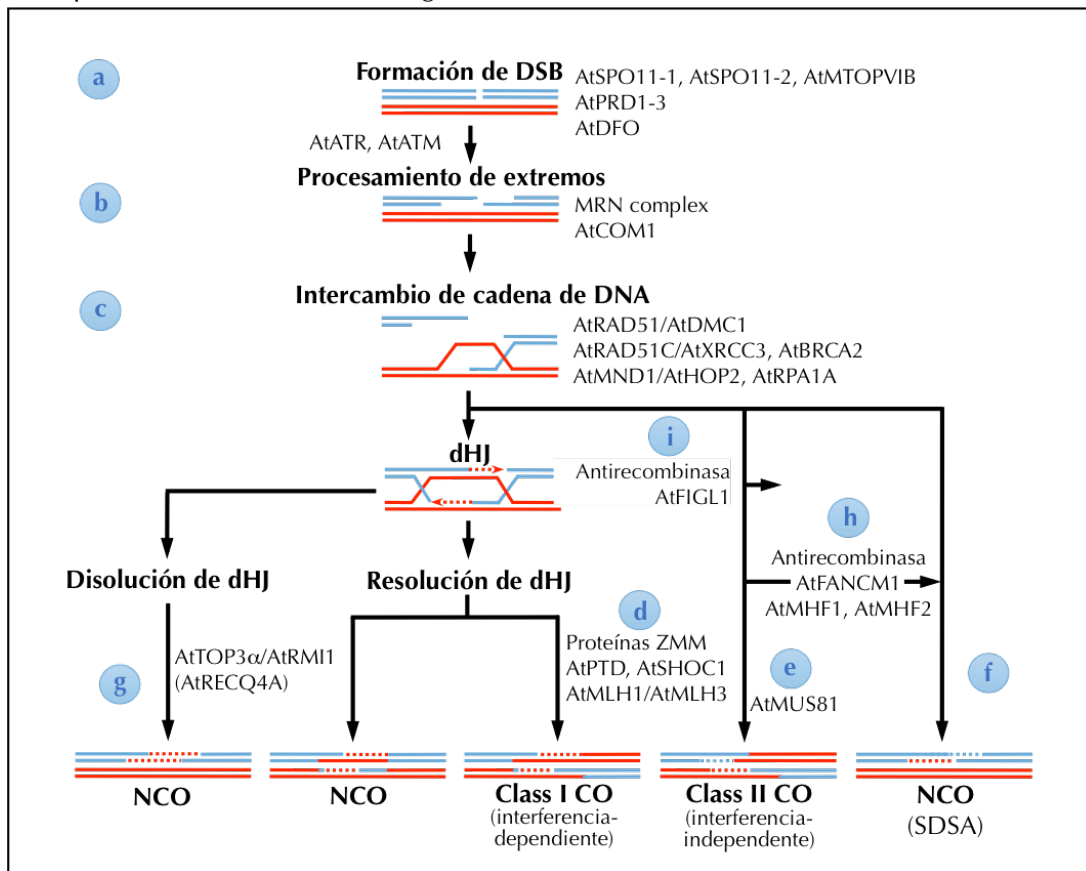 a
Formación de DSB
AtSPO11-1, AtSPO11-2, AtMTOPVIB
AtPRD1-3
AtDFO
AtATR, AtATM
b
Procesamiento de extremos
MRN complex
AtCOM1
c
Intercambio de cadena de DNA
AtRAD51/AtDMC1
AtRAD51C/AtXRCC3, AtBRCA2
AtMND1/AtHOP2, AtRPA1A
dHJ
i
Antirecombinasa
AtFIGL1
h
Antirecombinasa
AtFANCM1
AtMHF1, AtMHF2
Disolución de dHJ
Resolución de dHJ
g
AtTOP3α/AtRMI1
(AtRECQ4A)
d
Proteínas ZMM
AtPTD, AtSHOC1
AtMLH1/AtMLH3
e
AtMUS81
f
NCO
NCO
Class I CO
(interferencia-
dependiente)
Class II CO
(interferencia-
independente)
NCO
(SDSA)